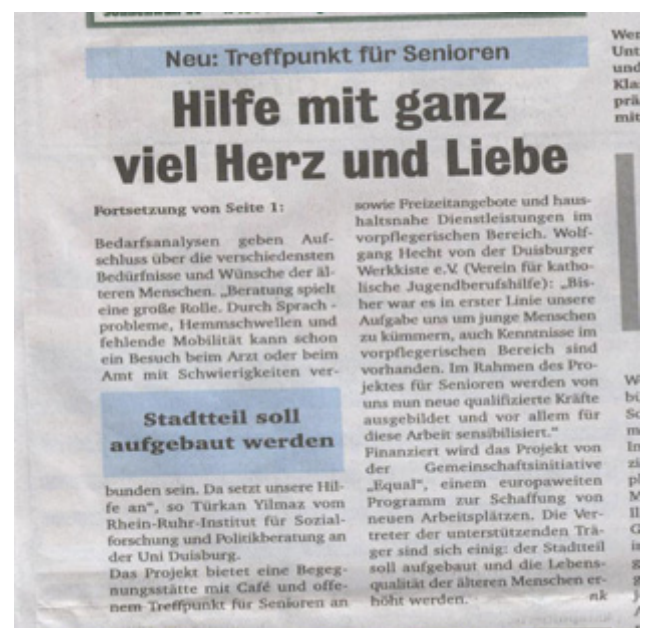 Neu: Treffpunkt für Senioren
Hilfe mit ganz
viel Herz und Liebe
Fortsetzung von Seite 1:
Bedarfsanalysen geben Auf-
schluss über die verschiedensten
Bedürfnisse und Wünsche der äl-
teren Menschen. „Beratung spielt
eine große Rolle. Durch Sprach -
probleme, Hemmschwellen und
fehlende Mobilität kann schon
ein Besuch beim Arzt oder beim
Amt mit Schwierigkeiten ver-
Stadtteil soll
aufgebaut werden
bunden sein. Da setzt unsere Hil-
fe an“, so Türkan Yilmaz vom
Rhein-Ruhr-Institut für Sozial-
forschung und Politikberatung an
der Uni Duisburg.
Das Projekt bietet eine Begeg-
nungsstätte mit Café und offe-
nem Treffpunkt für Senioren an
sowie Freizeitangebote und haus-
haltsnahe Dienstleistungen im
vorpflegerischen Bereich. Wolf-
gang Hecht von der Duisburger
Werkkiste e.V. (Verein für katho-
lische Jugendberufshilfe): „Bis-
her war es in erster Linie unsere
Aufgabe uns um junge Menschen
zu kümmern, auch Kenntnisse im
vorpflegerischen Bereich sind
vorhanden. Im Rahmen des Pro-
jektes für Senioren werden von
uns nun neue qualifizierte Kräfte
ausgebildet und vor allem für
diese Arbeit sensibilisiert.“
Finanziert wird das Projekt von
der Gemeinschaftsinitiative
„Equal“, einem europaweiten
Programm zur Schaffung von
neuen Arbeitsplätzen. Die Ver-
treter der unterstützenden Trä-
ger sind sich einig: der Stadtteil
soll aufgebaut und die Lebens-
qualität der älteren Menschen er-
höht werden. nk
Wer
Unt
und
Kla
prä
mit